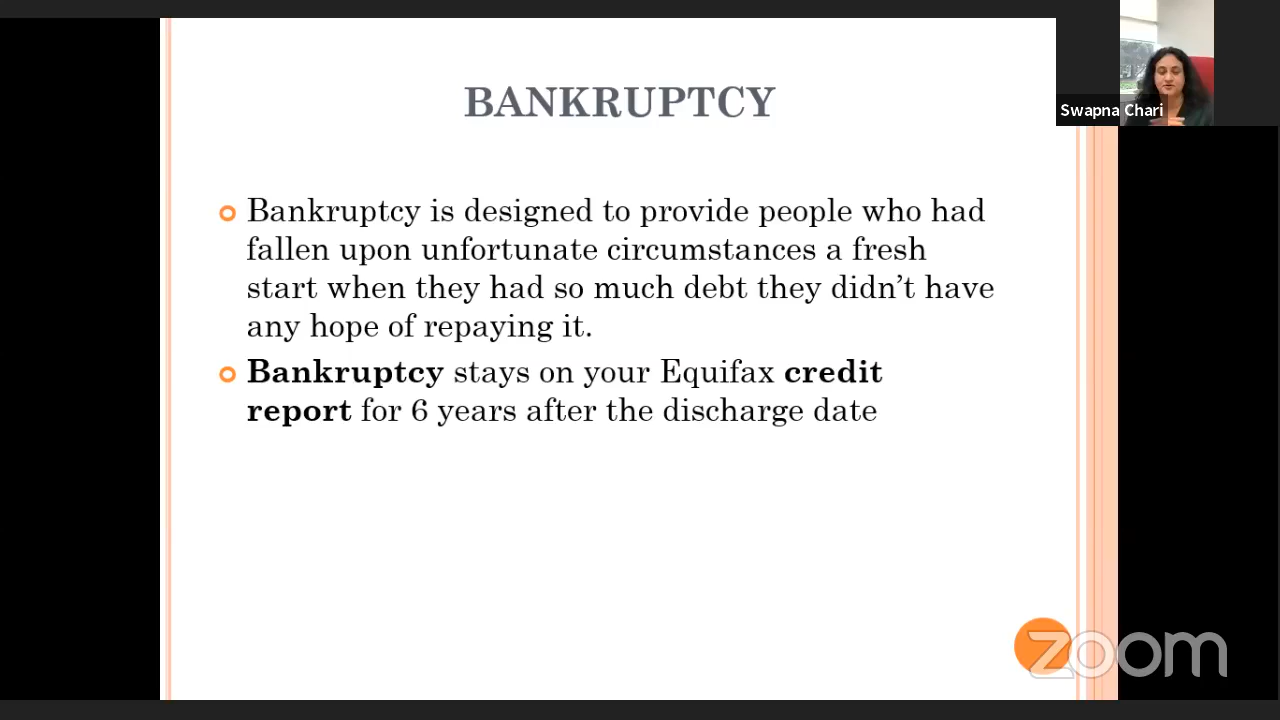 BANKRUPTCY
Swapna Chari
Bankruptcy is designed to provide people who had
fallen upon unfortunate circumstances a fresh
start when they had so much debt they didn’t have
any hope of repaying it.
Bankruptcy stays on your Equifax credit
report for 6 years after the discharge date
zoom